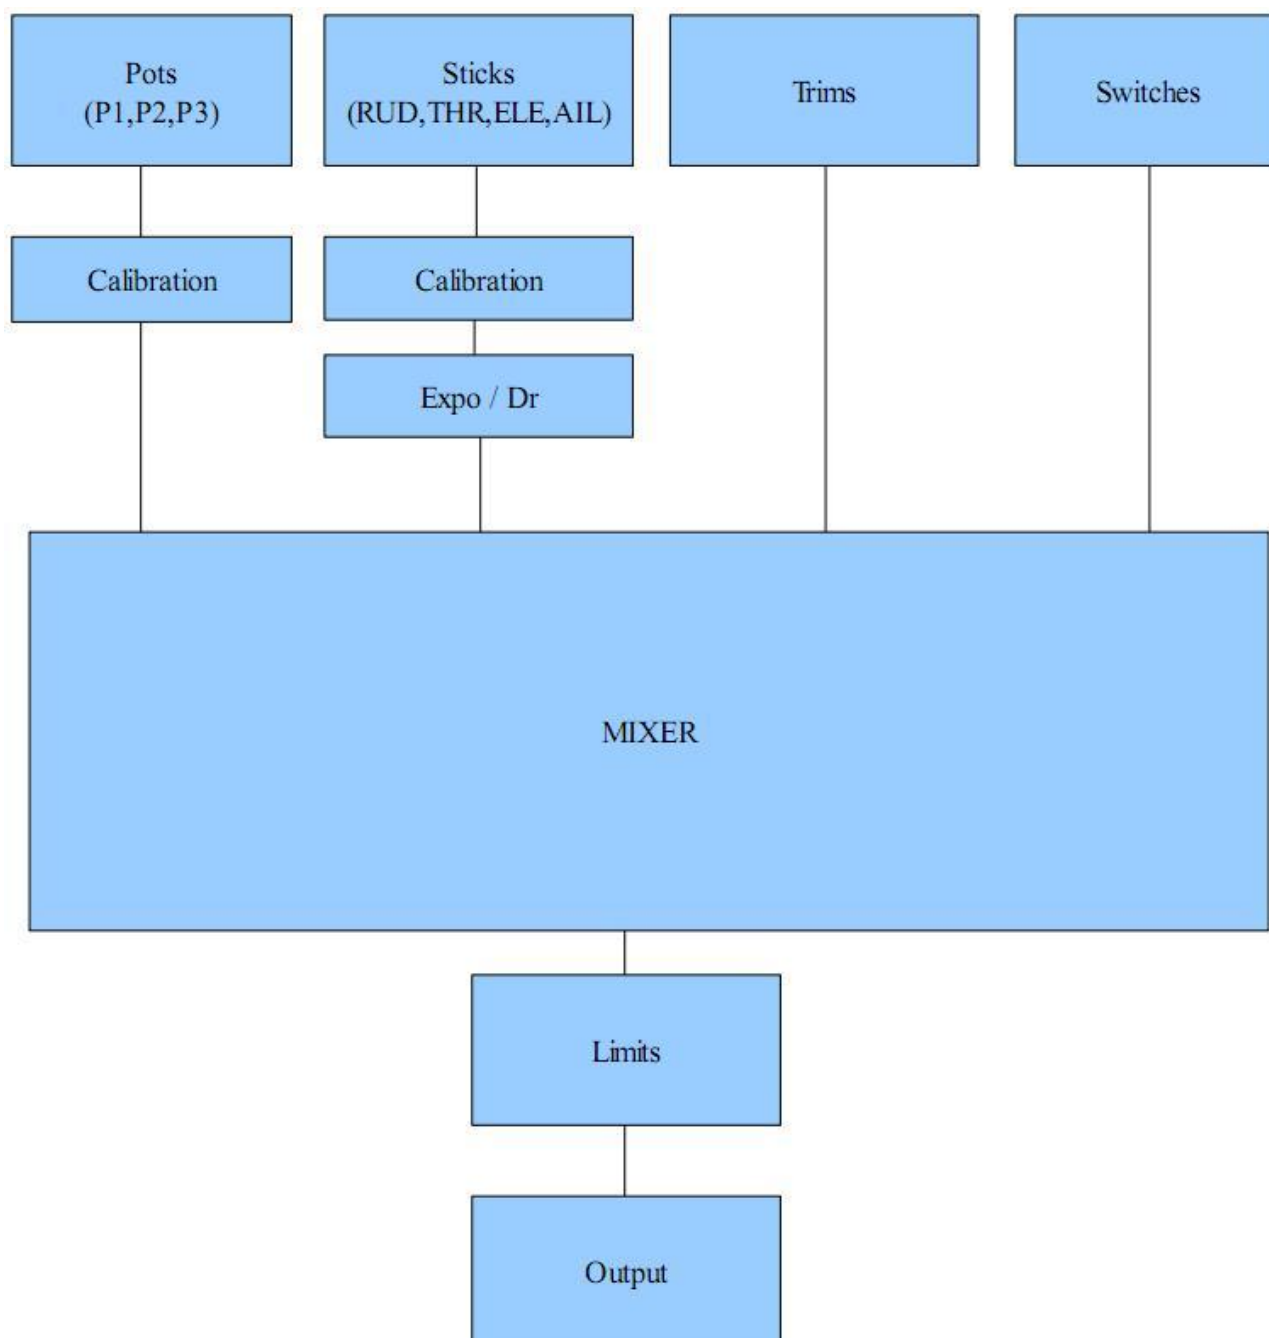 Pots
(P1,P2,P3)
Sticks
(RUD,THR,ELE,AIL)
Trims
Switches
Calibration
Calibration
Expo / Dr
MIXER
Limits
Output